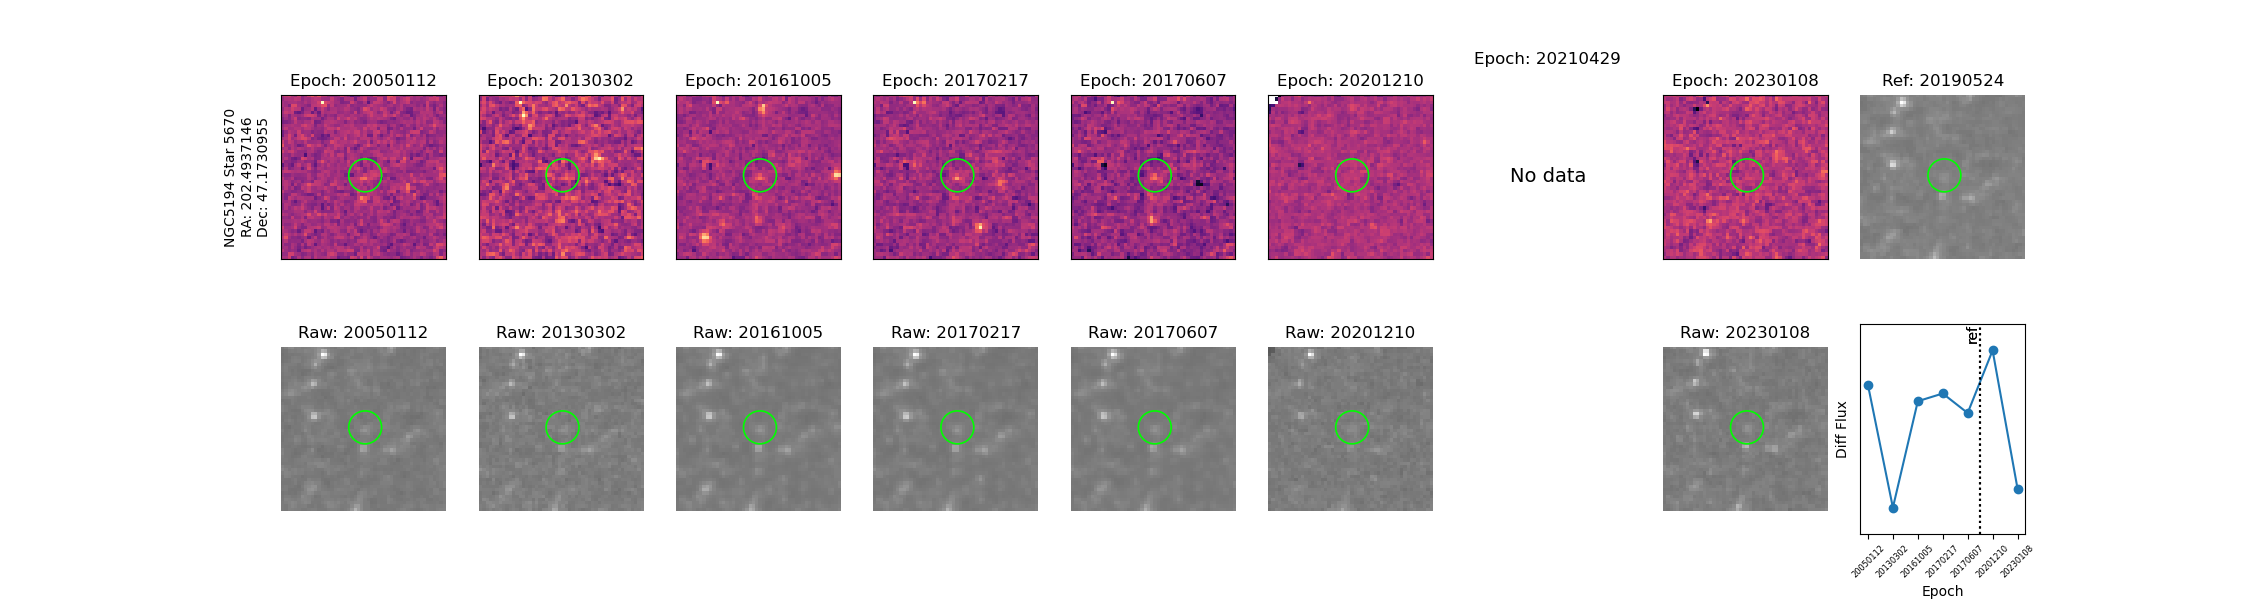 Epoch: 20050112
Epoch: 20130302
Epoch: 20161005
Epoch: 20170217
Epoch: 20170607
Epoch: 20201210
Epoch: 20210429
Epoch: 20230108
Ref: 20190524
NGC5194 Star 5670
RA: 202.4937146
Dec: 47.1730955
No data
Raw: 20050112
Raw: 20130302
Raw: 20161005
Raw: 20170217
Raw: 20170607
Raw: 20201210
Raw: 20230108
ref
Diff Flux
20050112
20130302
20161005
20170217
20170607
20201210
20230108
Epoch